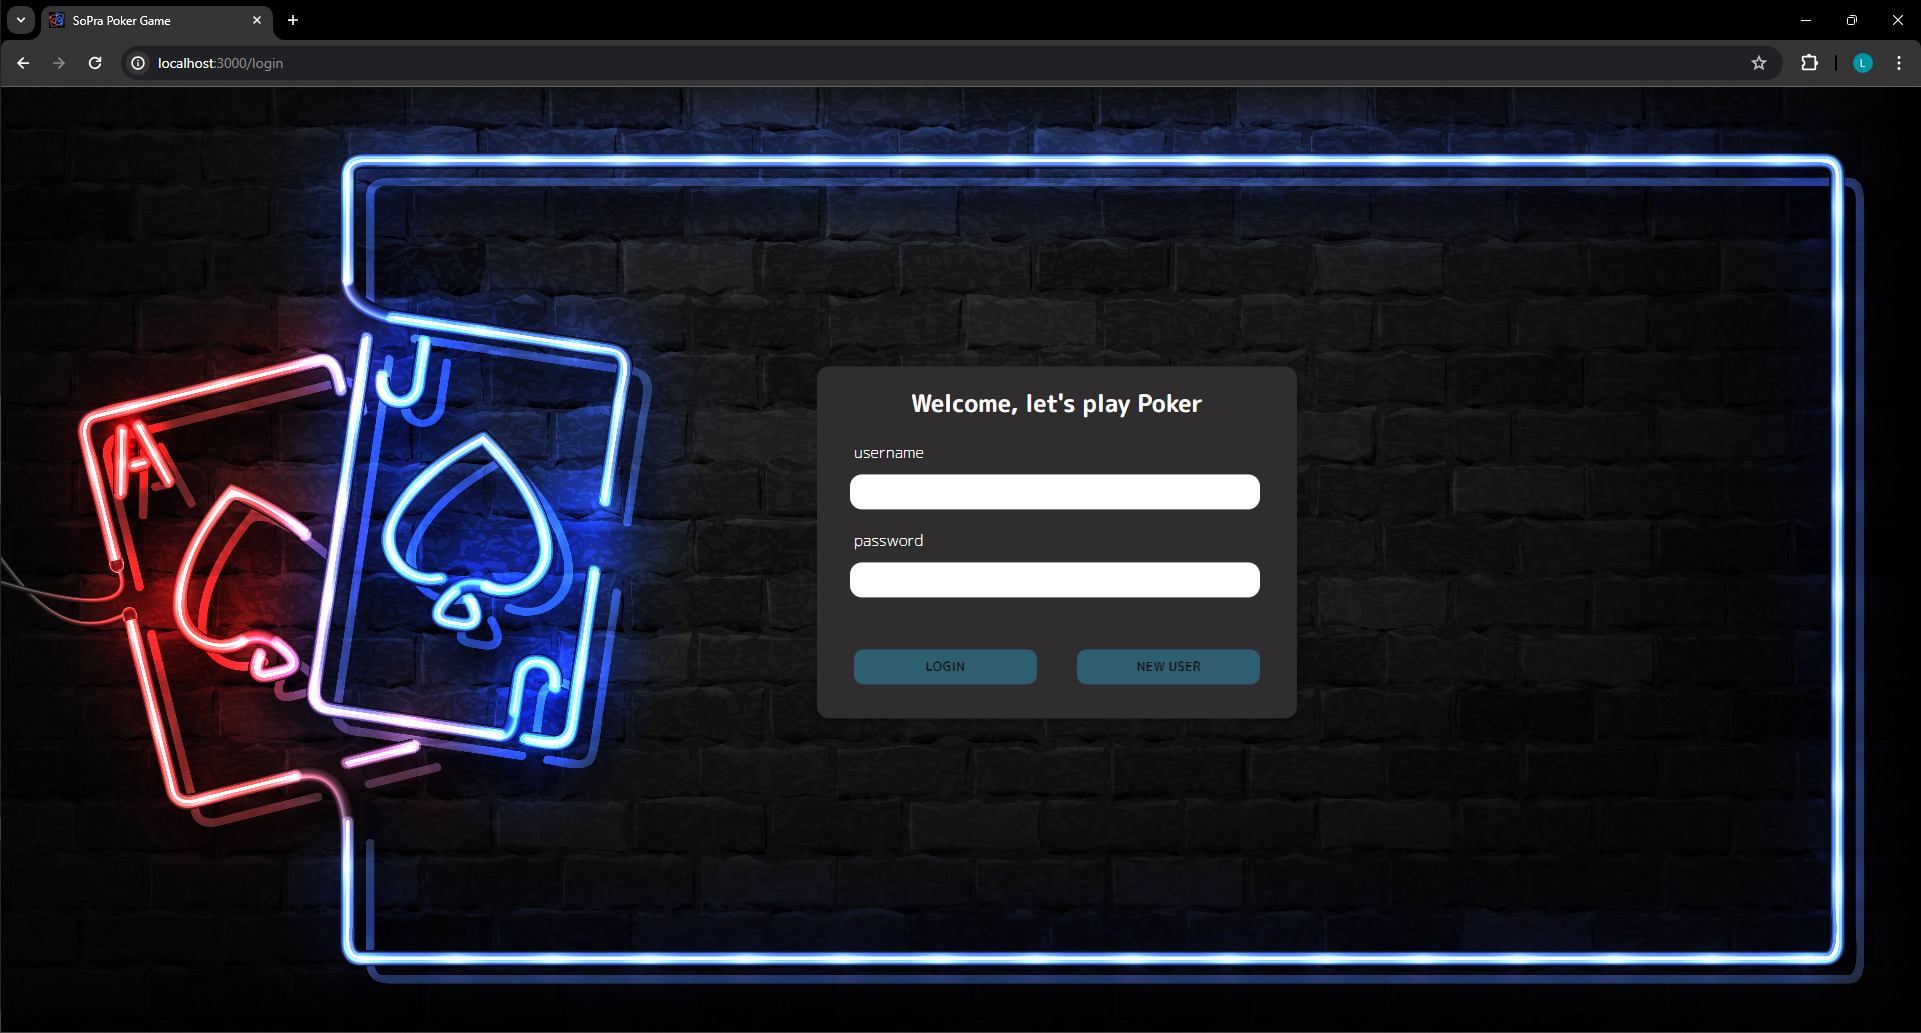 SoPra Poker Game
localhost:3000/login
L
A
J
J
Welcome, let's play Poker
username
password
LOGIN
NEW USER